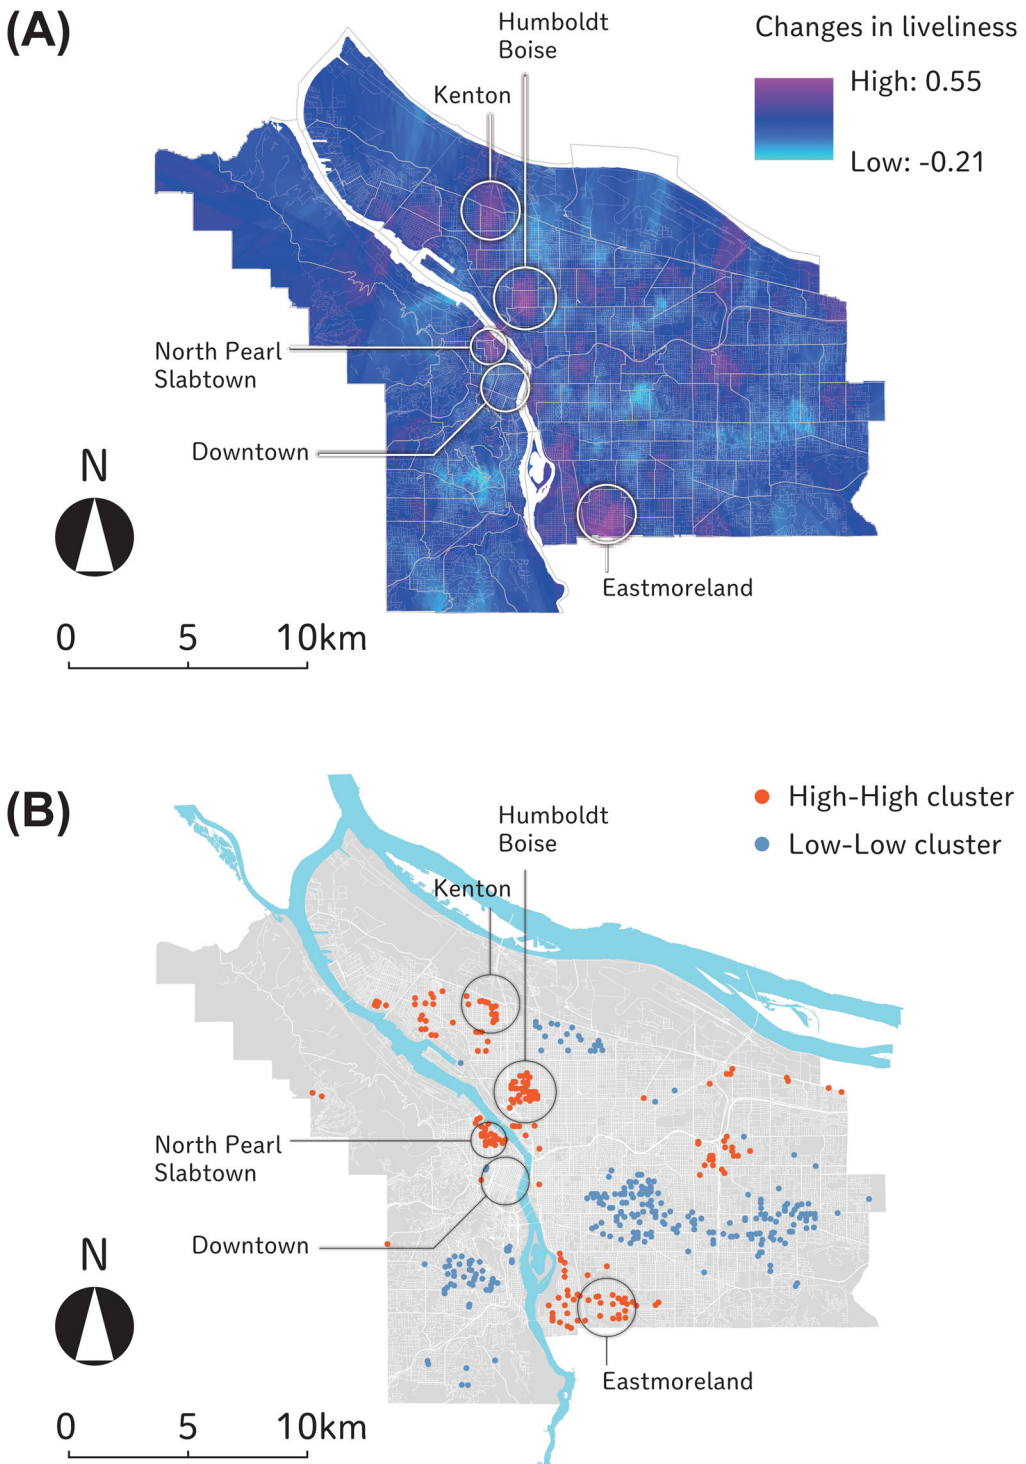 (A)
Humboldt
Boise
Kenton
Changes in liveliness
High: 0.55
Low: -0.21
North Pearl
Slabtown
Downtown
N
Eastmoreland
0 5 10km
(B)
Humboldt
Boise
Kenton
High-High cluster
Low-Low cluster
North Pearl
Slabtown
Downtown
N
Eastmoreland
0 5 10km